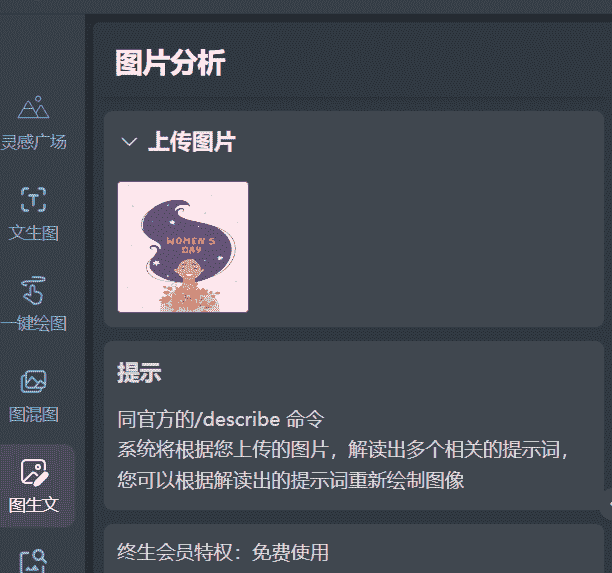 图片分析
上传图片
WOMEN'S
DAY
提示
同官方的/describe 命令
系统将根据您上传的图片，解读出多个相关的提示词，
您可以根据解读出的提示词重新绘制图像
终生会员特权：免费使用
灵感广场
文生图
一键绘图
图混图
图生文